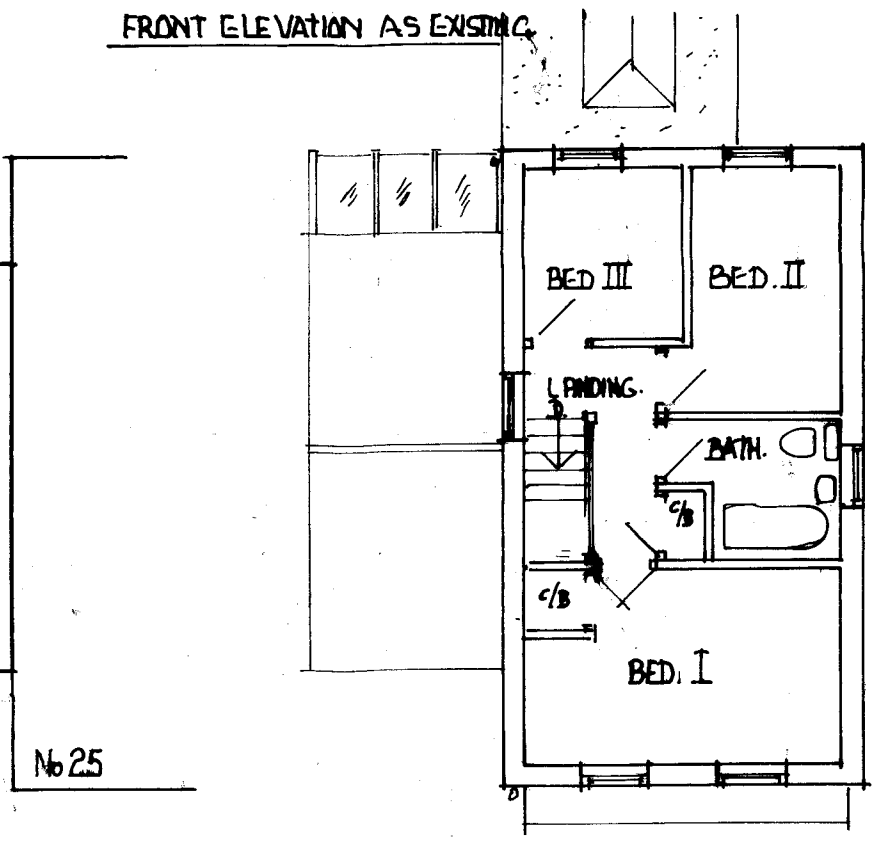 FRONT ELEVATION AS EXISTING.
BED III
BED. II
LANDING.
D.
BATH.
C/B
C/B
BED. I
No 25